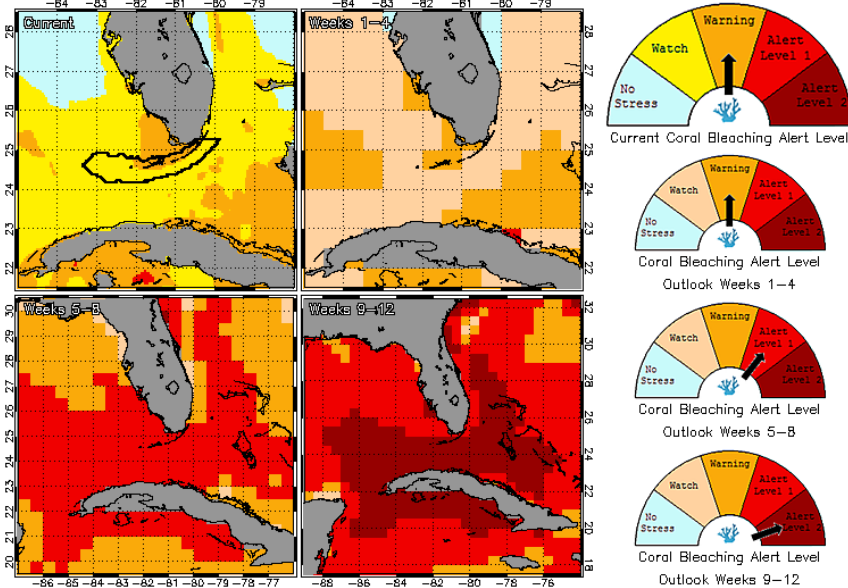 −84 −83 −82 −81 −80 −79
−84 −83 −82 −81 −80 −79
Current
28
27
26
25
24
23
22
Weeks 1−4
28
27
26
25
24
23
22
Weeks 5−8
30
29
28
27
26
25
24
23
22
21
20
−86 −85 −84 −83 −82 −81 −80 −79 −78 −77
Weeks 9−12
32
30
28
26
24
22
20
18
−88 −86 −84 −82 −80 −78 −76
No
Stress
Watch
Warning
Alert
Level 1
Alert
Level 2
Current Coral Bleaching Alert Level
No
Stress
Watch
Warning
Alert
Level 1
Alert
Level 2
Coral Bleaching Alert Level
Outlook Weeks 1−4
No
Stress
Watch
Warning
Alert
Level 1
Alert
Level 2
Coral Bleaching Alert Level
Outlook Weeks 5−8
No
Stress
Watch
Warning
Alert
Level 1
Alert
Level 2
Coral Bleaching Alert Level
Outlook Weeks 9−12